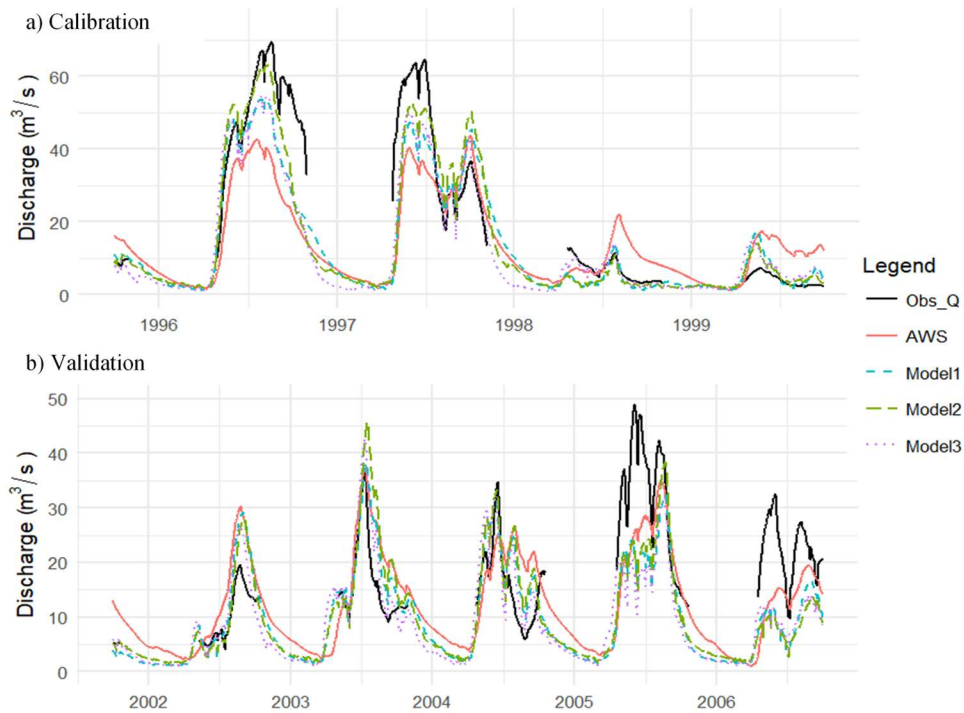 a) Calibration
Discharge (m³/s)
60
40
20
0
1996 1997 1998 1999
b) Validation
Discharge (m³/s)
50
40
30
20
10
0
2002 2003 2004 2005 2006
Legend
Obs_Q
AWS
Model1
Model2
Model3